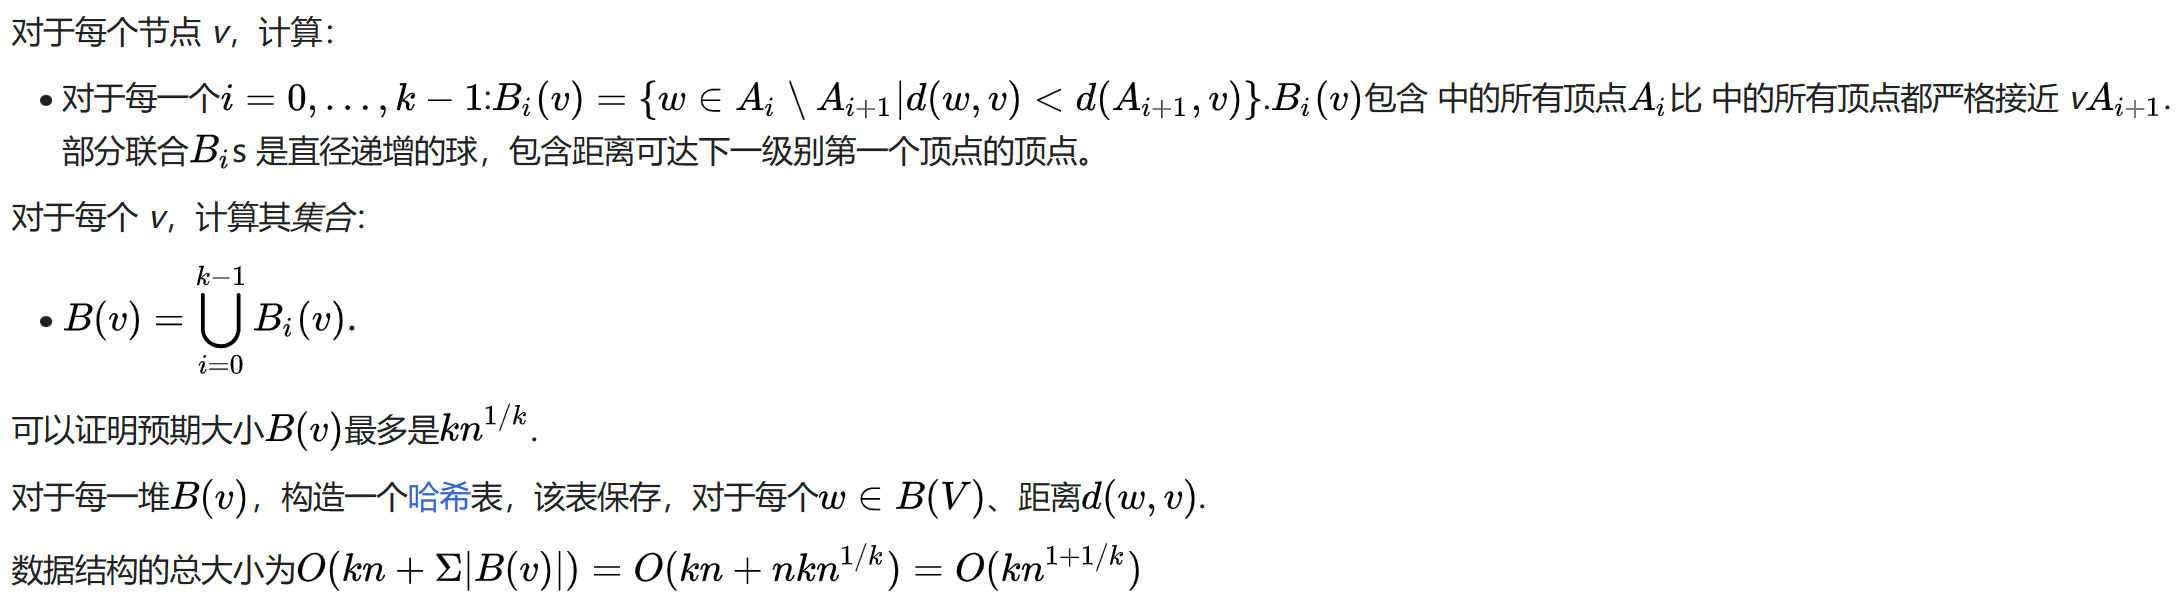 对于每个节点 v，计算：
• 对于每一个i = 0, . . . , k − 1:B_i(v) = {w ∈ A_i \ A_{i+1}|d(w, v) < d(A_{i+1}, v)}.B_i(v)包含 中的所有顶点A_i比 中的所有顶点都严格接近 vA_{i+1}.
部分联合B_is 是直径递增的球，包含距离可达下一级别第一个顶点的顶点。
对于每个 v，计算其集合：
• B(v) = ⋃_{i=0}^{k−1} B_i(v).
可以证明预期大小B(v)最多是kn^{1/k}.
对于每一堆B(v)，构造一个哈希表，该表保存，对于每个w ∈ B(V)、距离d(w, v).
数据结构的总大小为O(kn + Σ|B(v)|) = O(kn + nkn^{1/k}) = O(kn^{1+1/k})